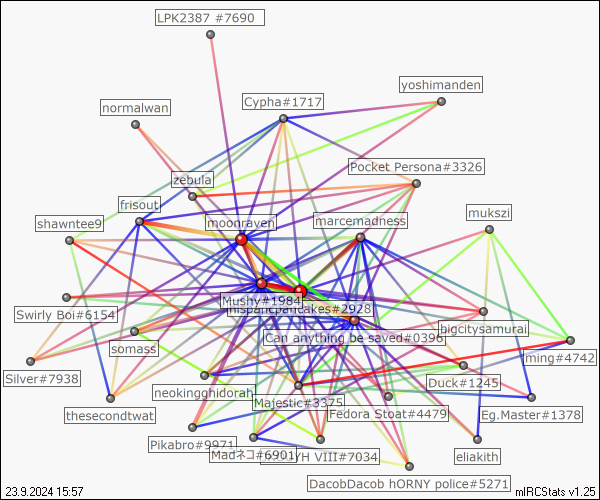 LPK2387 #7690
yoshimanden
Cypha#1717
normalwan
Pocket Persona#3326
zebula
frisout
mukszi
shawntee9
moonraven
marcemadness
Mushy#1984
hispanicpancakes#2928
Swirly Boi#6154
bigcitysamurai
Can anything be saved#0396
somass
ming#4742
Silver#7938
Duck#1245
neokingghidorah
Majestic#3375
thesecondtwat
Fedora Stoat#4479
Eg.Master#1378
Pikabro#9971
Madネコ#6901
VIII#7034
eliakith
DacobDacob hORNY police#5271
23.9.2024 15:57
mIRCStats v1.25